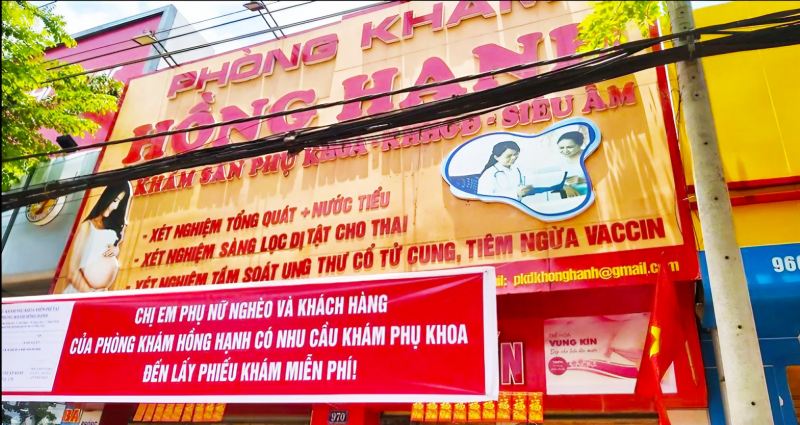 PHÒNG KHÁM
HỒNG HẠNH
KHÁM SẢN PHỤ KHOA - KHHGĐ - SIÊU ÂM
- XÉT NGHIỆM TỔNG QUÁT + NƯỚC TIỂU
- XÉT NGHIỆM SÀNG LỌC DỊ TẬT CHO THAI
- XÉT NGHIỆM TẦM SOÁT UNG THƯ CỔ TỬ CUNG, TIÊM NGỪA VACCIN
pkdkhonghanh@gmail.com
966
CHỊ EM PHỤ NỮ NGHÈO VÀ KHÁCH HÀNG
CỦA PHÒNG KHÁM HỒNG HẠNH CÓ NHU CẦU KHÁM PHỤ KHOA
ĐẾN LẤY PHIẾU KHÁM MIỄN PHÍ!
VUNG KIN
970